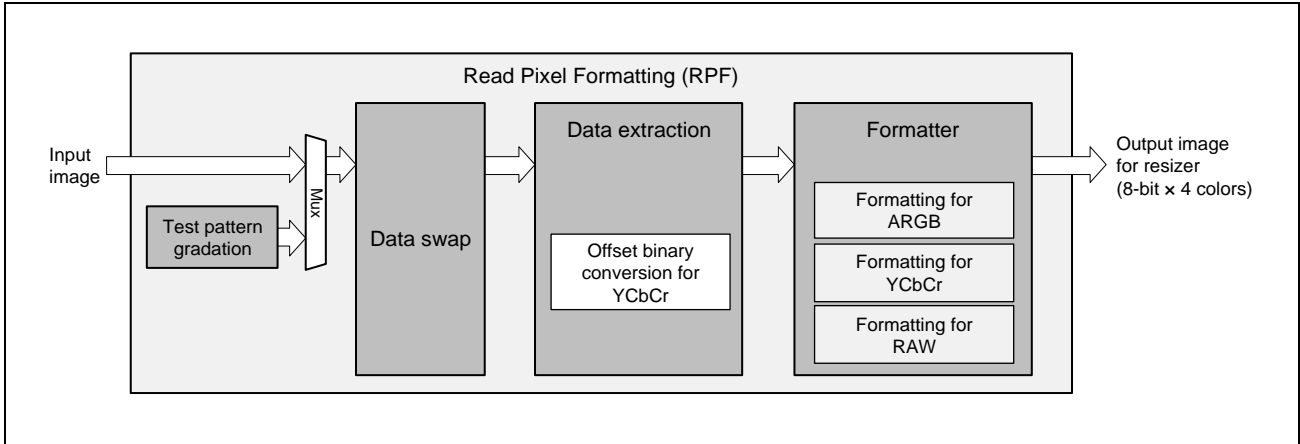 Read Pixel Formatting (RPF)
Input
image
Test pattern
gradation
Mux
Data swap
Data extraction
Offset binary
conversion for
YCbCr
Formatter
Formatting for
ARGB
Formatting for
YCbCr
Formatting for
RAW
Output image
for resizer
(8-bit × 4 colors)